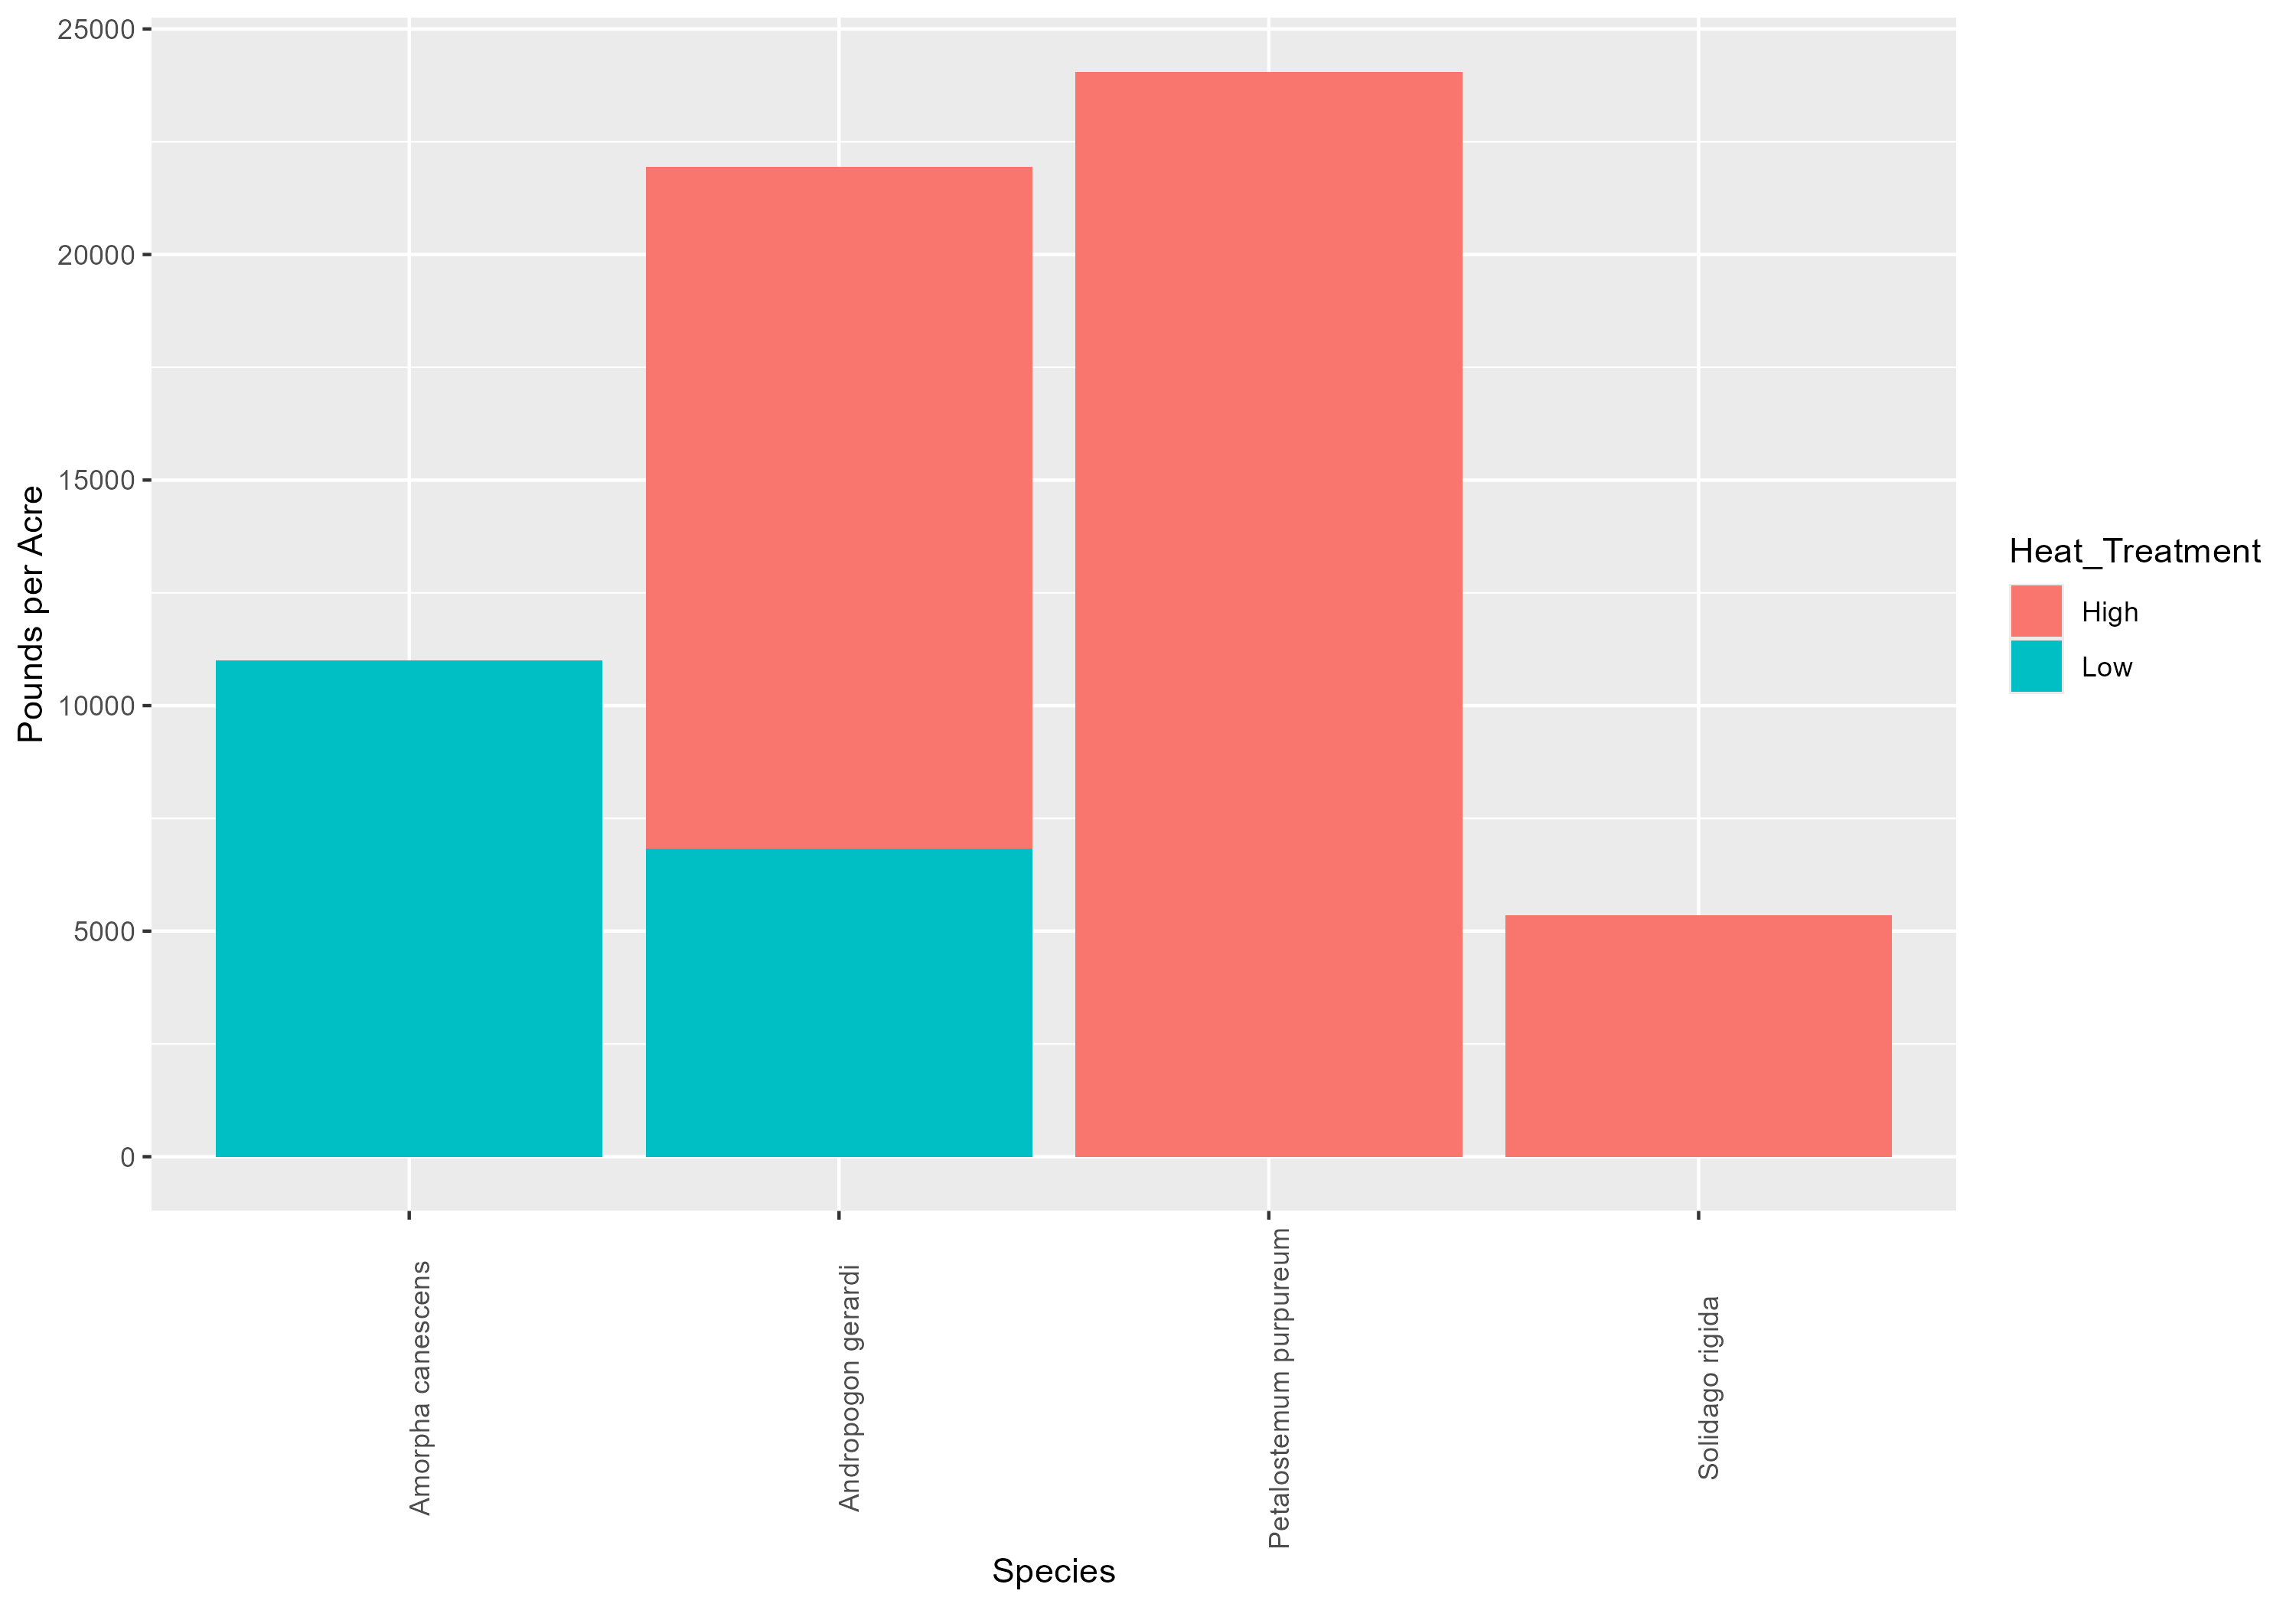 25000
20000
15000
10000
5000
0
Pounds per Acre
Amorpha canescens
Andropogon gerardi
Petalostemum purpureum
Solidago rigida
Species
Heat_Treatment
High
Low